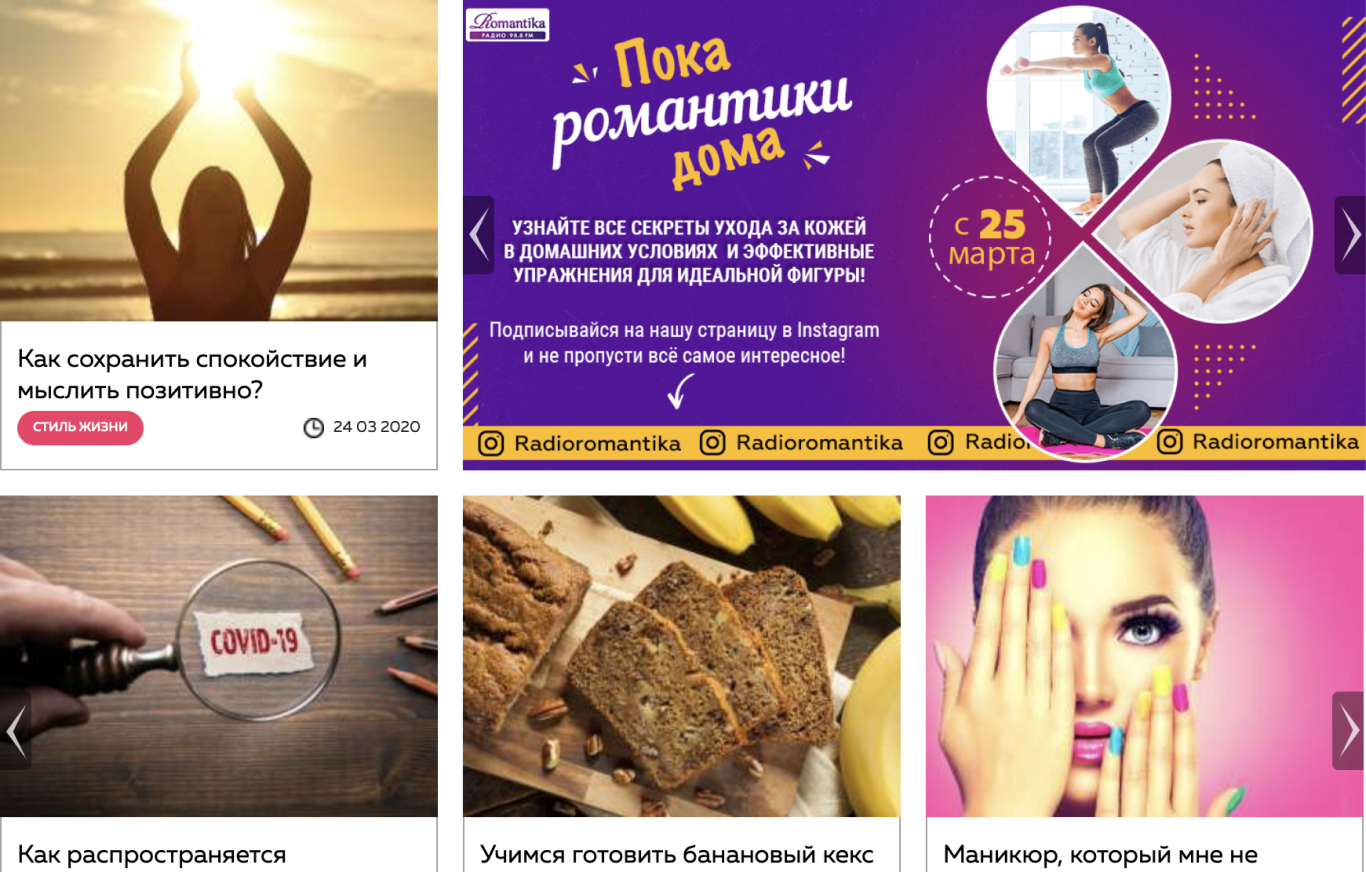 Romantika
РАДИО 98.8 FM
Пока
романтики
дома
УЗНАЙТЕ ВСЕ СЕКРЕТЫ УХОДА ЗА КОЖЕЙ
В ДОМАШНИХ УСЛОВИЯХ И ЭФФЕКТИВНЫЕ
УПРАЖНЕНИЯ ДЛЯ ИДЕАЛЬНОЙ ФИГУРЫ!
с 25
марта
Подписывайся на нашу страницу в Instagram
и не пропусти всё самое интересное!
Radioromantika Radioromantika Radior Radioromantika
Как сохранить спокойствие и
мыслить позитивно?
СТИЛЬ ЖИЗНИ 24 03 2020
COVID-19
Как распространяется
Учимся готовить банановый кекс
Маникюр, который мне не